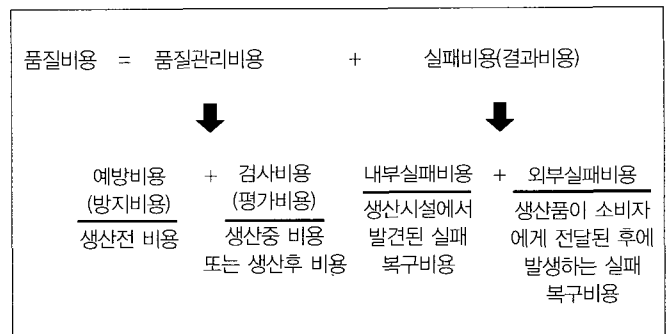 품질비용 = 품질관리비용 + 실패비용(결과비용)
예방비용 + 검사비용 내부실패비용 + 외부실패비용
(방지비용) (평가비용) 생산시설에서 생산품이 소비자
생산전 비용 생산중 비용 발견된 실패 에게 전달된 후에
또는 생산후 비용 복구비용 발생하는 실패
복구비용